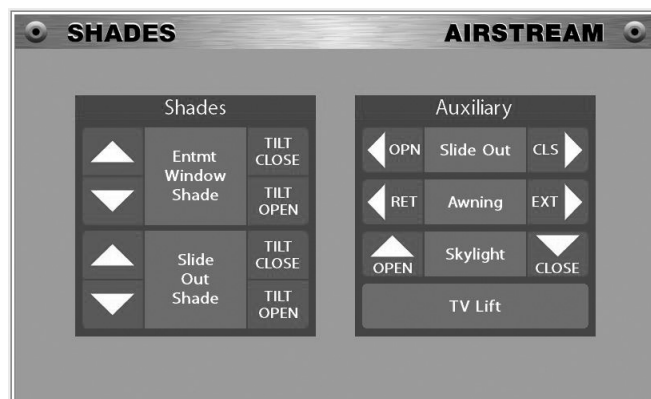 SHADES
AIRSTREAM
Shades
Entmt
Window
Shade
TILT
CLOSE
TILT
OPEN
Slide
Out
Shade
TILT
CLOSE
TILT
OPEN
Auxiliary
OPN
Slide Out
CLS
RET
Awning
EXT
OPEN
Skylight
CLOSE
TV Lift